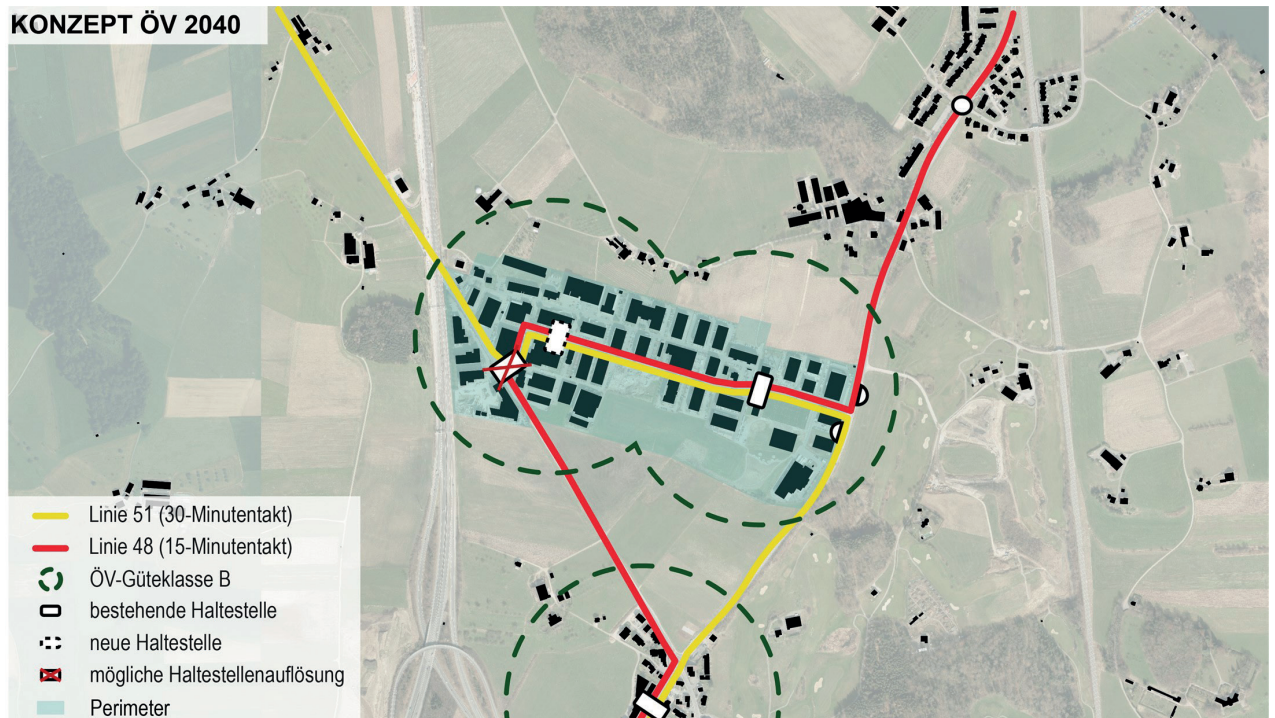 KONZEPT ÖV 2040
Linie 51 (30-Minutentakt)
Linie 48 (15-Minutentakt)
ÖV-Güteklasse B
bestehende Haltestelle
neue Haltestelle
mögliche Haltestellenauflösung
Perimeter